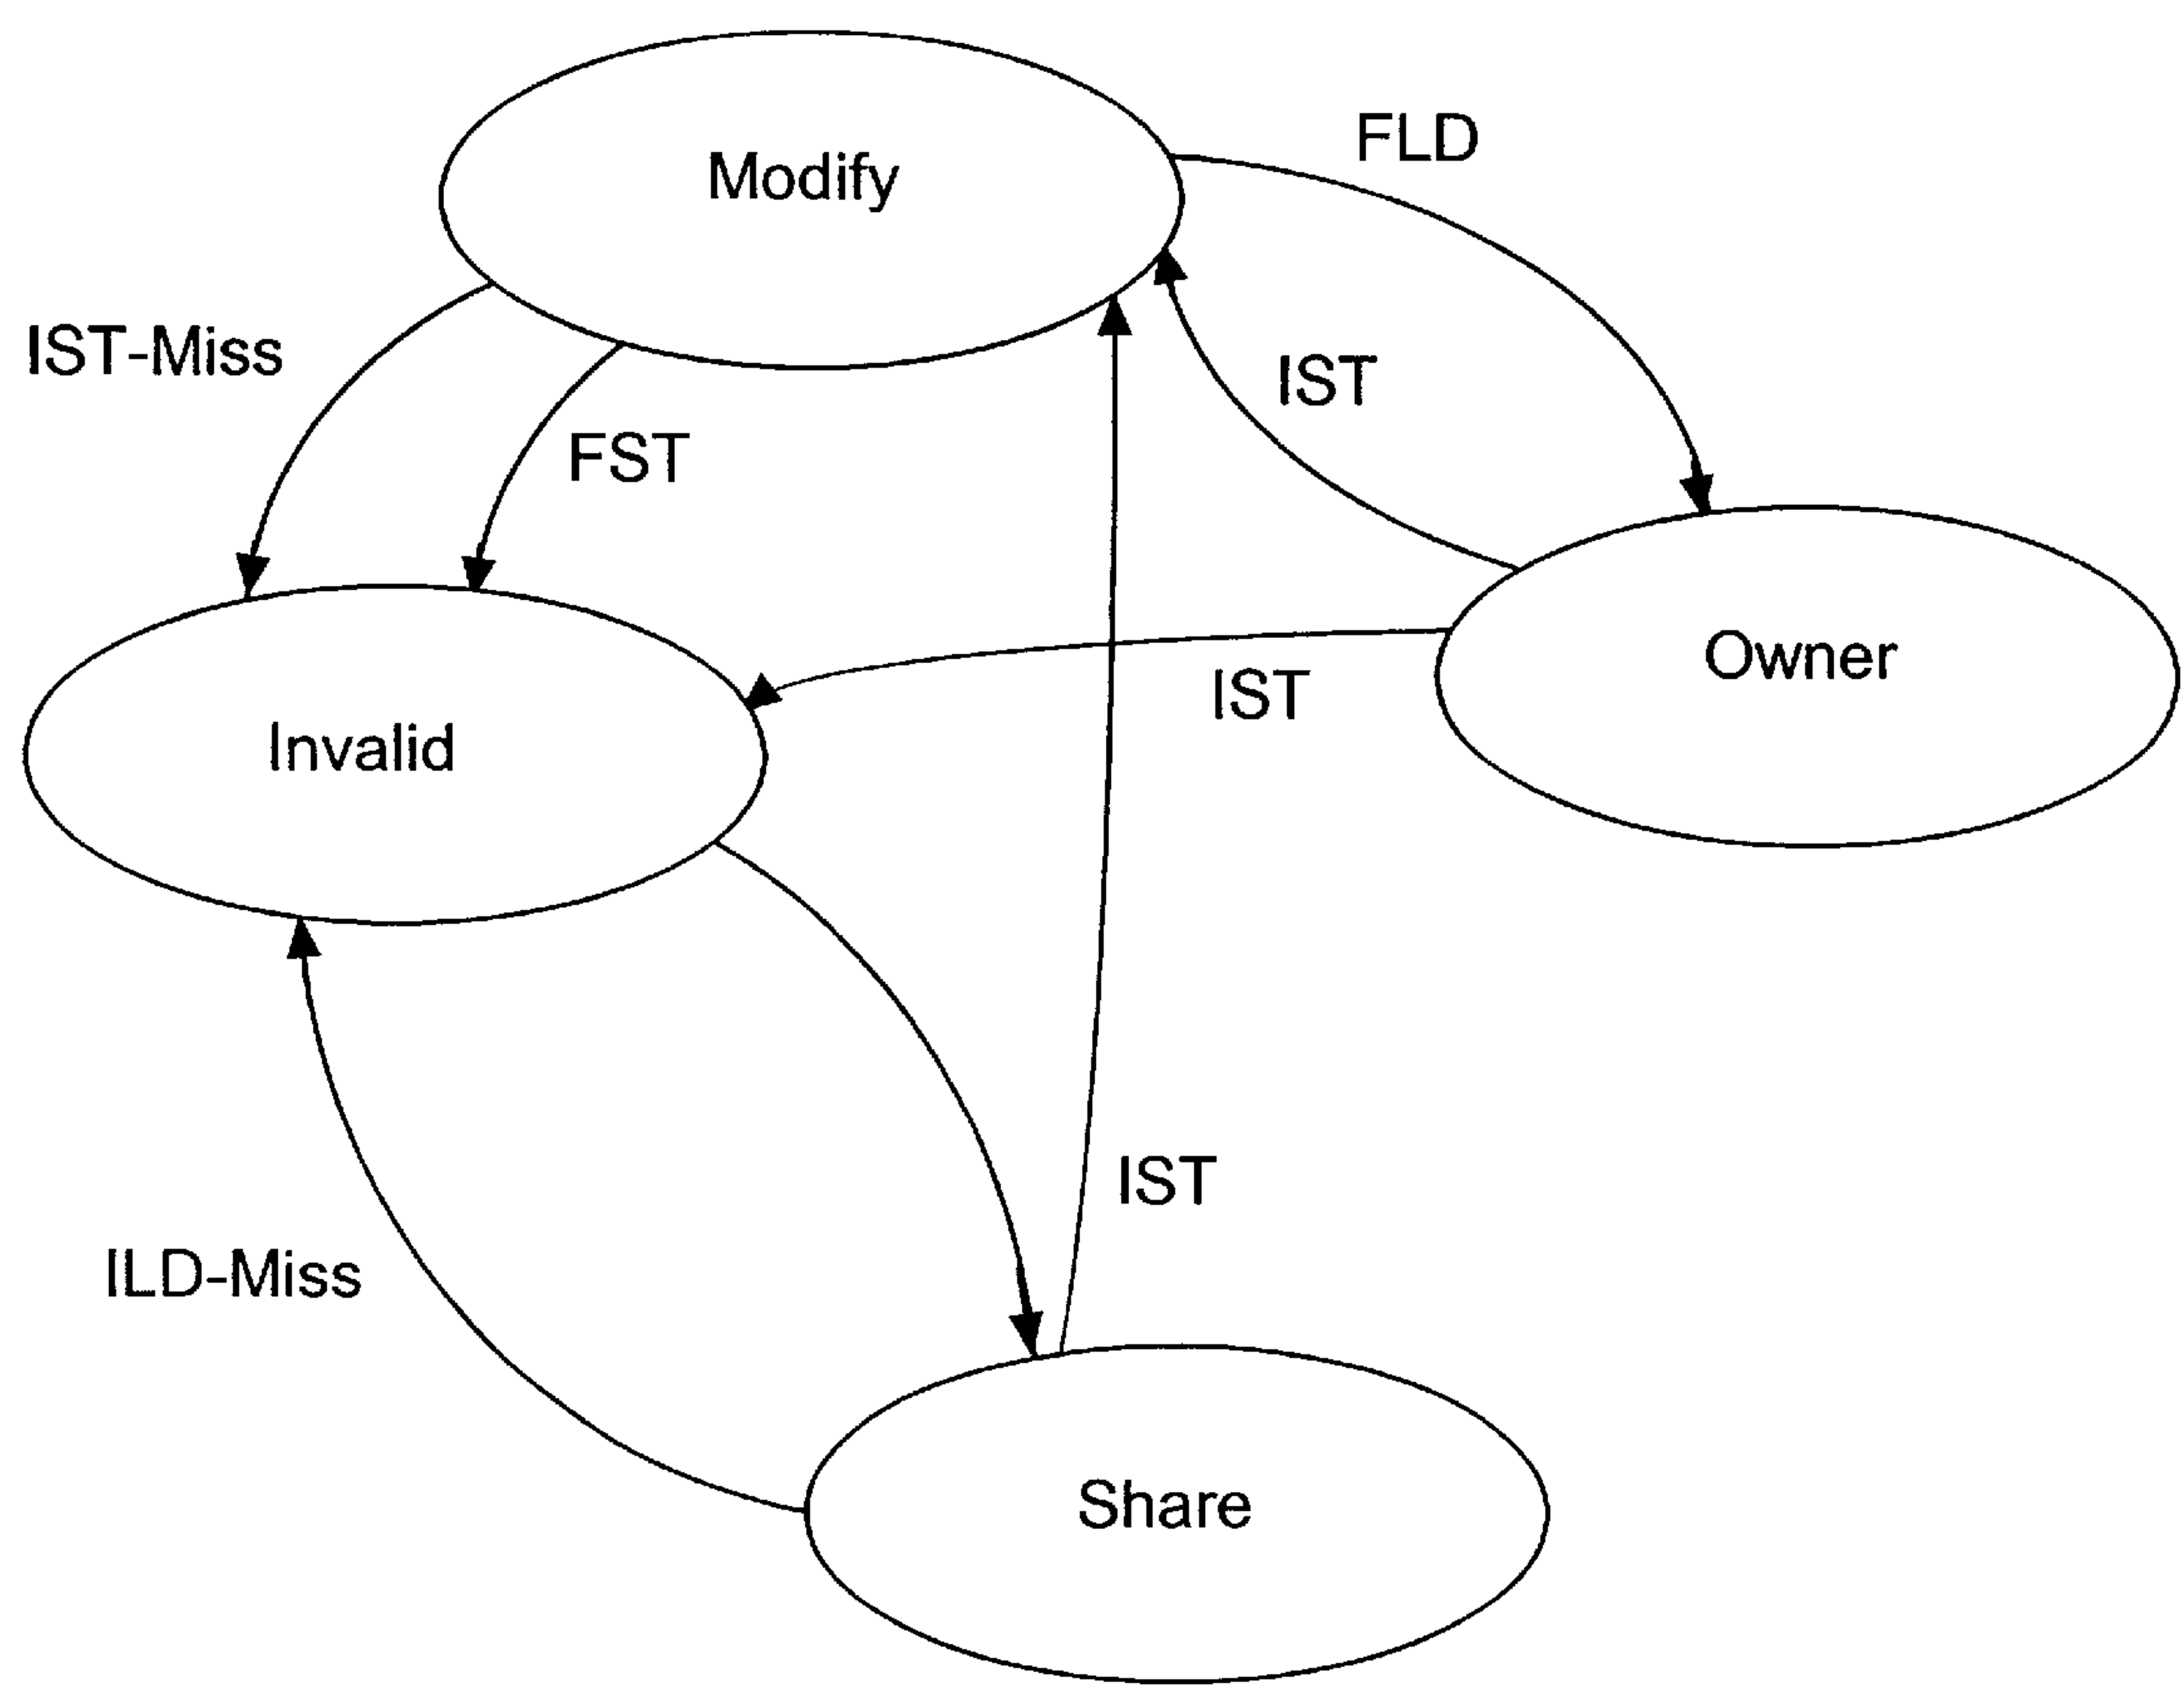 Modify
FLD
IST-Miss
IST
FST
Owner
IST
Invalid
IST
ILD-Miss
Share